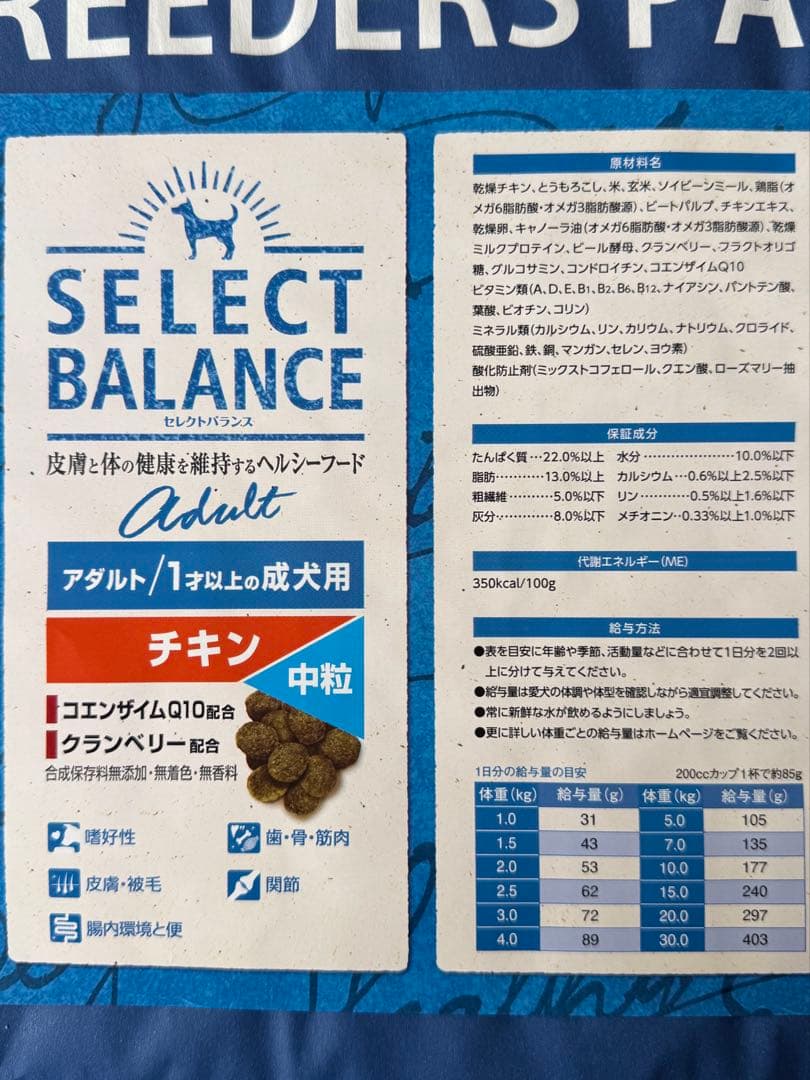 REEDERS PA
SELECT
BALANCE
セレクトバランス
皮膚と体の健康を維持するヘルシーフード
adult
アダルト/1才以上の成犬用
チキン
中粒
コエンザイムQ10配合
クランベリー配合
合成保存料無添加・無着色・無香料
嗜好性
歯・骨・筋肉
皮膚・被毛
関節
腸内環境と便
原材料名
乾燥チキン、とうもろこし、米、玄米、ソイビーンミール、鶏脂(オ
メガ6脂肪酸・オメガ3脂肪酸源)、ビートパルプ、チキンエキス、
乾燥卵、キャノーラ油(オメガ6脂肪酸・オメガ3脂肪酸源)、乾燥
ミルクプロテイン、ビール酵母、クランベリー、フラクトオリゴ
糖、グルコサミン、コンドロイチン、コエンザイムQ10
ビタミン類(A、D、E、B1、B2、B6、B12、ナイアシン、パントテン酸、
葉酸、ビオチン、コリン)
ミネラル類(カルシウム、リン、カリウム、ナトリウム、クロライド、
硫酸亜鉛、鉄、銅、マンガン、セレン、ヨウ素)
酸化防止剤(ミックストコフェロール、クエン酸、ローズマリー抽
出物)
保証成分
たんぱく質…22.0%以上 水分………………10.0%以下
脂肪…………13.0%以上 カルシウム…0.6%以上2.5%以下
粗繊維…………5.0%以下 リン…………0.5%以上1.6%以下
灰分……………8.0%以下 メチオニン…0.33%以上1.0%以下
代謝エネルギー(ME)
350kcal/100g
給与方法
●表を目安に年齢や季節、活動量などに合わせて1日分を2回以
上に分けて与えてください。
●給与量は愛犬の体調や体型を確認しながら適宜調整してください。
●常に新鮮な水が飲めるようにしましょう。
●更に詳しい体重ごとの給与量はホームページをご覧ください。
1日分の給与量の目安 200ccカップ1杯で約85g
体重(kg) 給与量(g) 体重(kg) 給与量(g)
1.0 31 5.0 105
1.5 43 7.0 135
2.0 53 10.0 177
2.5 62 15.0 240
3.0 72 20.0 297
4.0 89 30.0 403